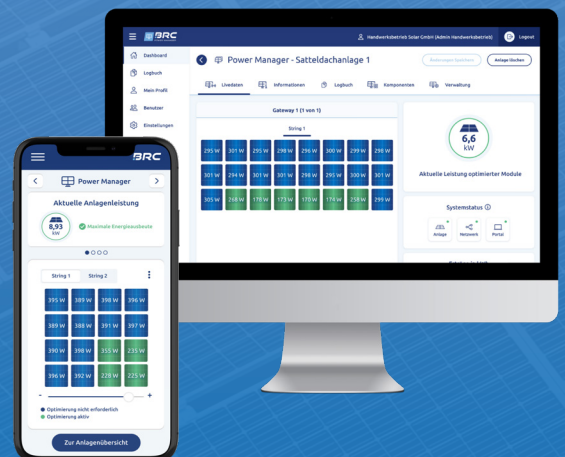 BRC
Handwerksbetrieb Solar GmbH (Admin Handwerksbetrieb)
Logout
Dashboard
Logbuch
Mein Profil
Benutzer
Einstellungen
Power Manager - Satteldachanlage 1
Änderungen speichern
Anlage löschen
Livedaten
Informationen
Logbuch
Komponenten
Verwaltung
Gateway 1 (1 von 1)
String 1
295 W 301 W 295 W 298 W 296 W 300 W 299 W 298 W
301 W 294 W 301 W 301 W 298 W 295 W 300 W 301 W
305 W 268 W 178 W 173 W 170 W 174 W 258 W 299 W
6,6
kW
Aktuelle Leistung optimierter Module
Systemstatus
Anlage
Netzwerk
Portal
BRC
Power Manager
Aktuelle Anlagenleistung
8,93
kW
Maximale Energieausbeute
String 1
String 2
395 W 389 W 398 W 396 W
389 W 388 W 391 W 397 W
390 W 398 W 355 W 235 W
396 W 392 W 228 W 225 W
- +
Optimierung nicht erforderlich
Optimierung aktiv
Zur Anlagenübersicht